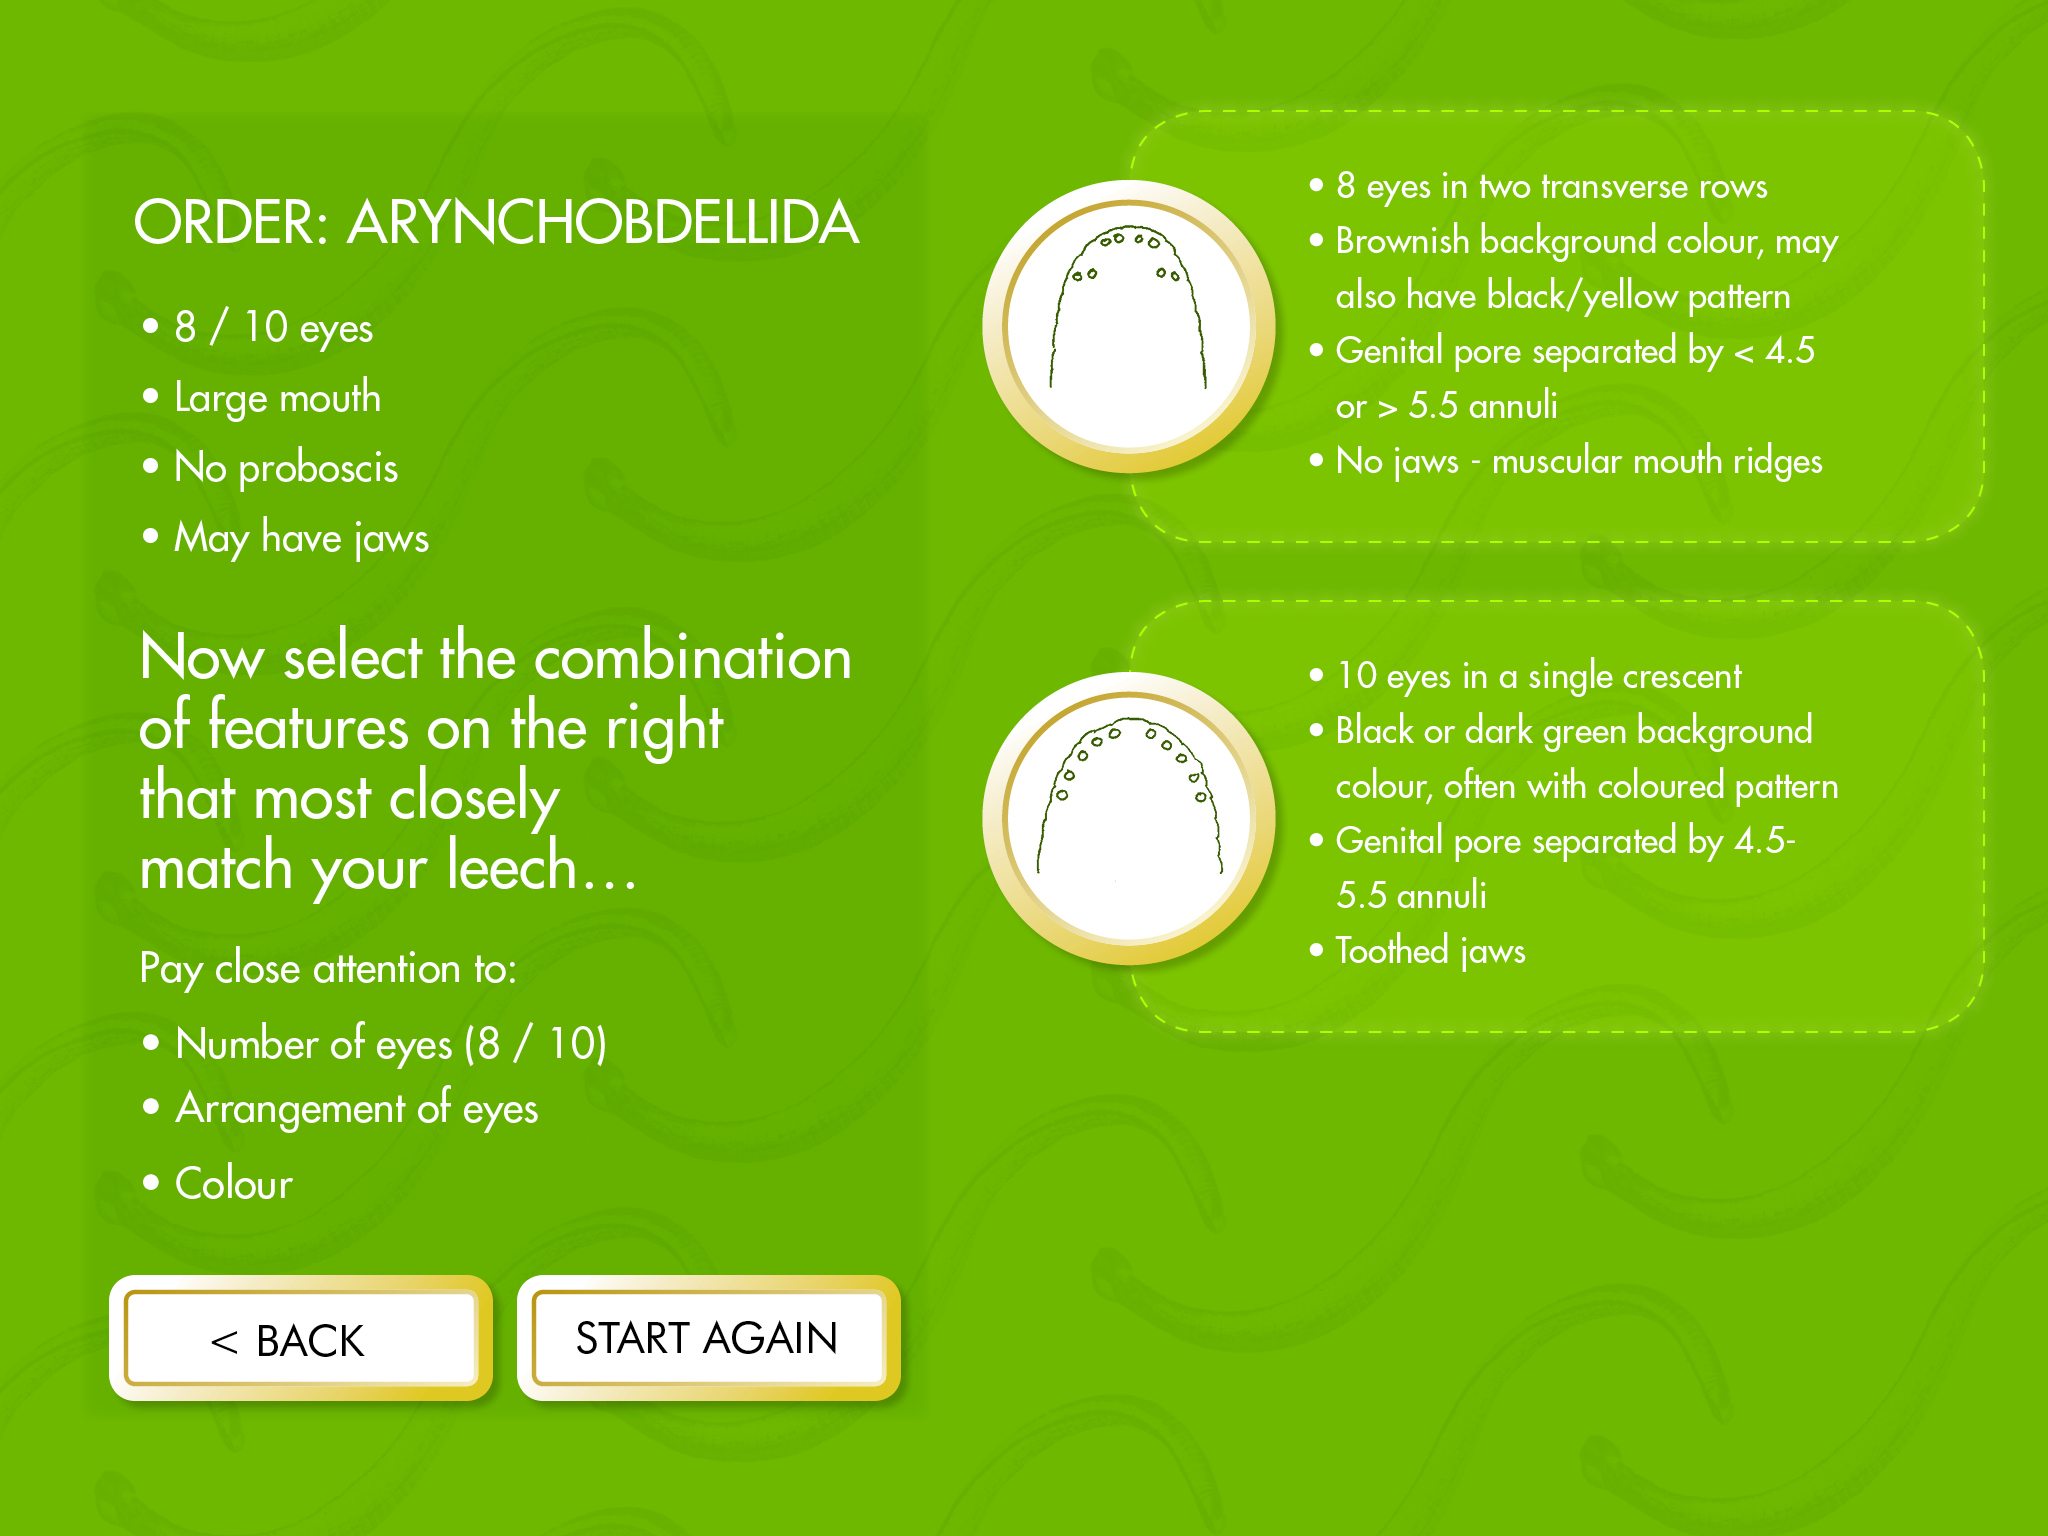 ORDER: ARYNCHOBDELLIDA
• 8 / 10 eyes
• Large mouth
• No proboscis
• May have jaws
Now select the combination
of features on the right
that most closely
match your leech…
Pay close attention to:
• Number of eyes (8 / 10)
• Arrangement of eyes
• Colour
< BACK
START AGAIN
• 8 eyes in two transverse rows
• Brownish background colour, may
also have black/yellow pattern
• Genital pore separated by < 4.5
or > 5.5 annuli
• No jaws - muscular mouth ridges
• 10 eyes in a single crescent
• Black or dark green background
colour, often with coloured pattern
• Genital pore separated by 4.5-
5.5 annuli
• Toothed jaws